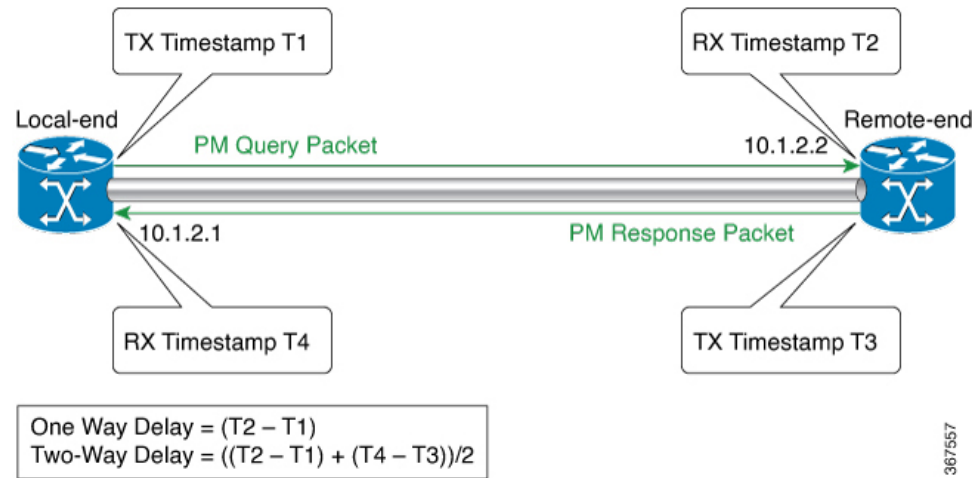 TX Timestamp T1
RX Timestamp T2
Local-end
Remote-end
PM Query Packet
10.1.2.2
10.1.2.1
PM Response Packet
RX Timestamp T4
TX Timestamp T3
One Way Delay = (T2 – T1)
Two-Way Delay = ((T2 – T1) + (T4 – T3))/2
367557